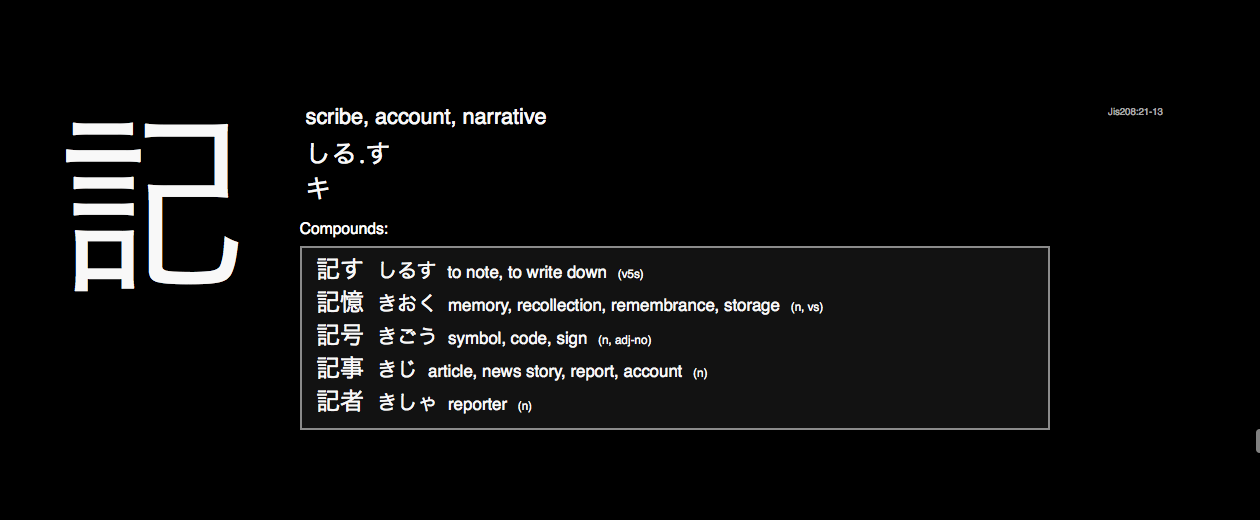 記
scribe, account, narrative
Jis208:21-13
しる.す
キ
Compounds:
記す しるす to note, to write down (v5s)
記憶 きおく memory, recollection, remembrance, storage (n, vs)
記号 きごう symbol, code, sign (n, adj-no)
記事 きじ article, news story, report, account (n)
記者 きしゃ reporter (n)